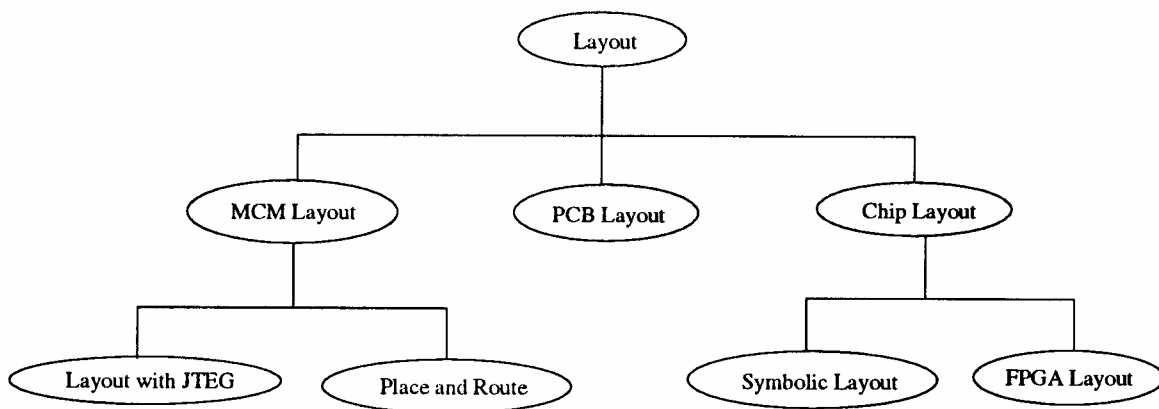 Layout
MCM Layout
PCB Layout
Chip Layout
Layout with JTEG
Place and Route
Symbolic Layout
FPGA Layout